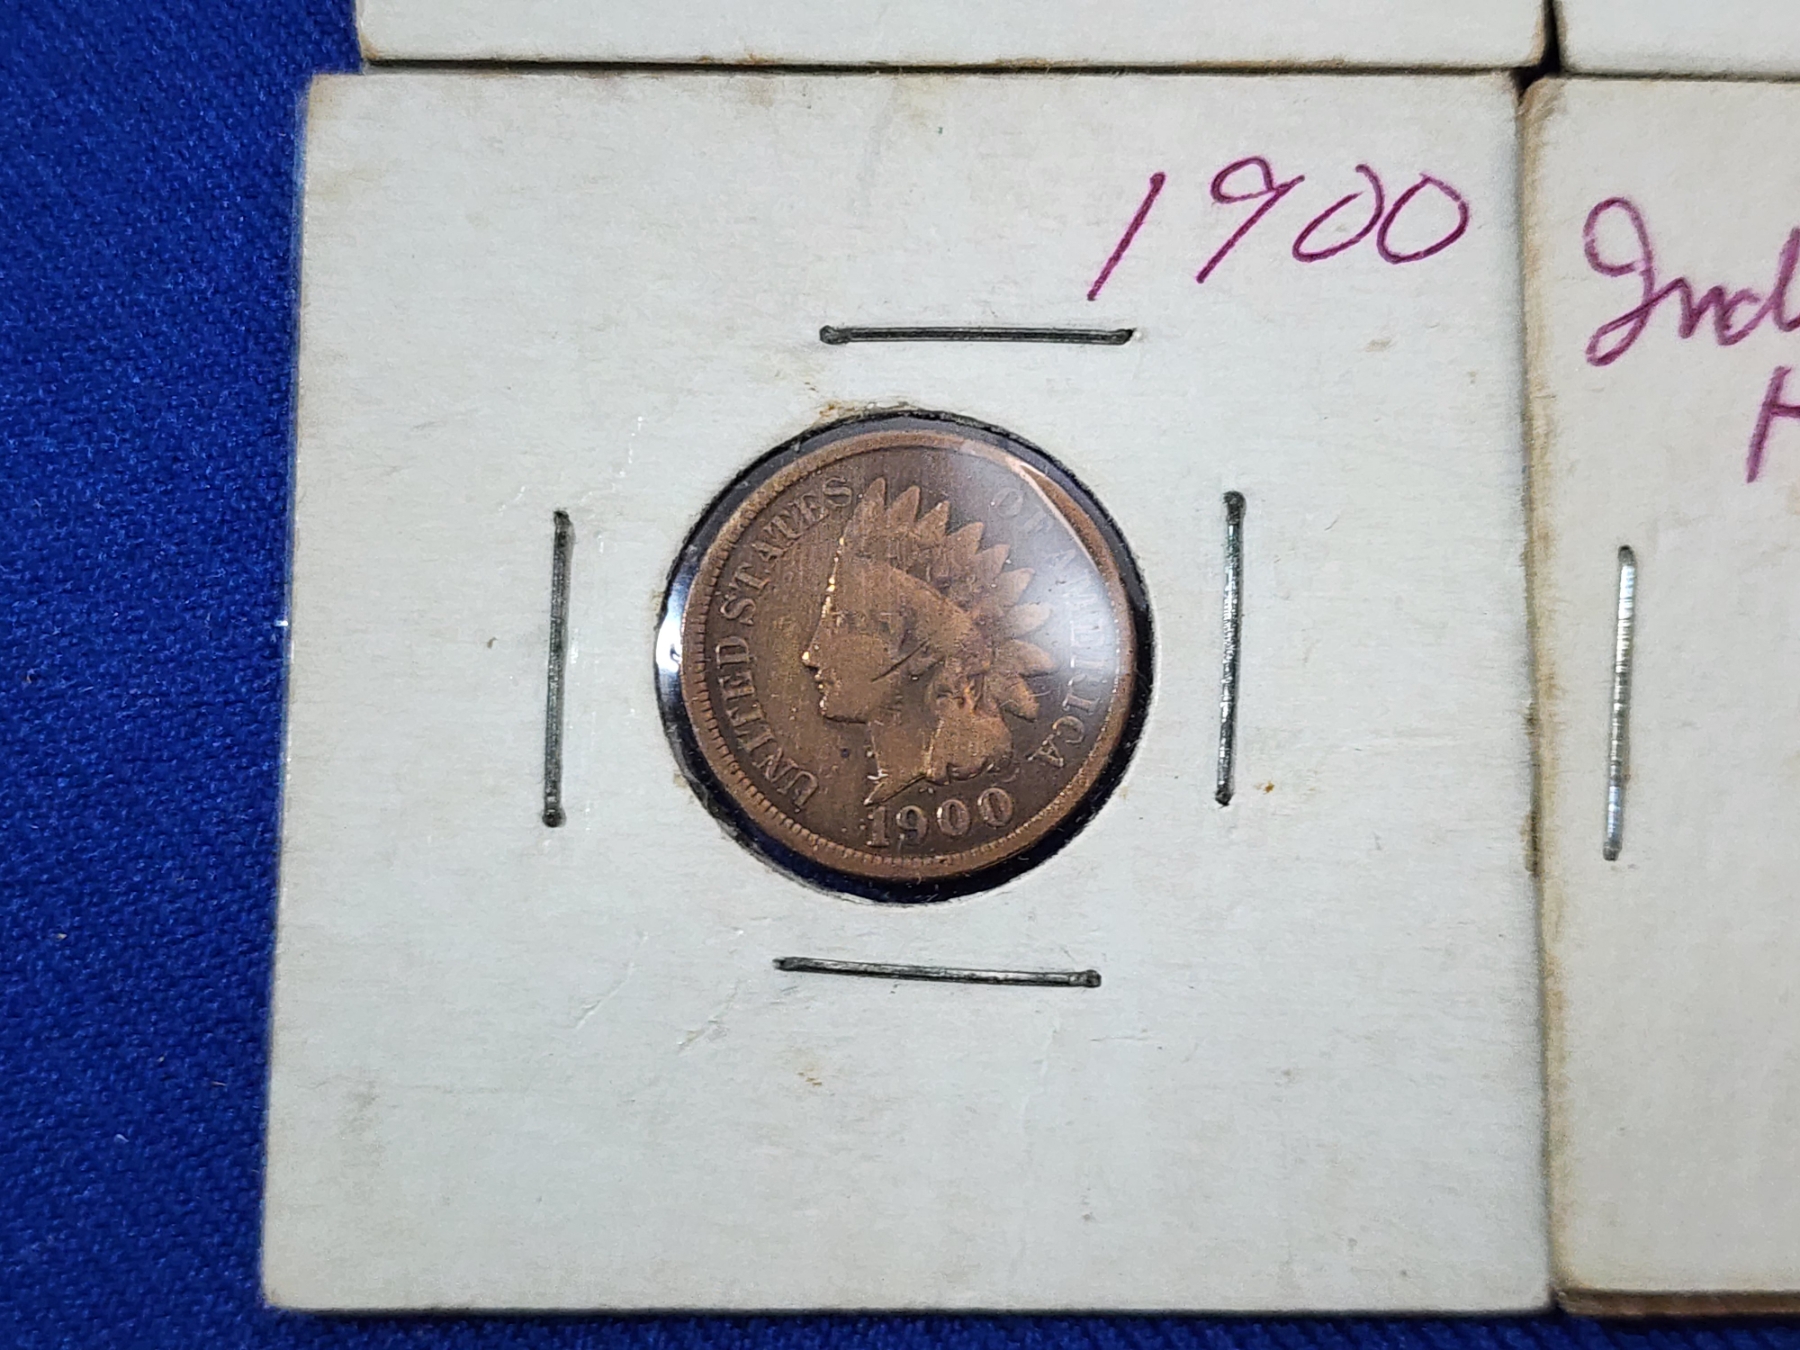 1900
UNITED STATES OF AMERICA
1900
Ind
H